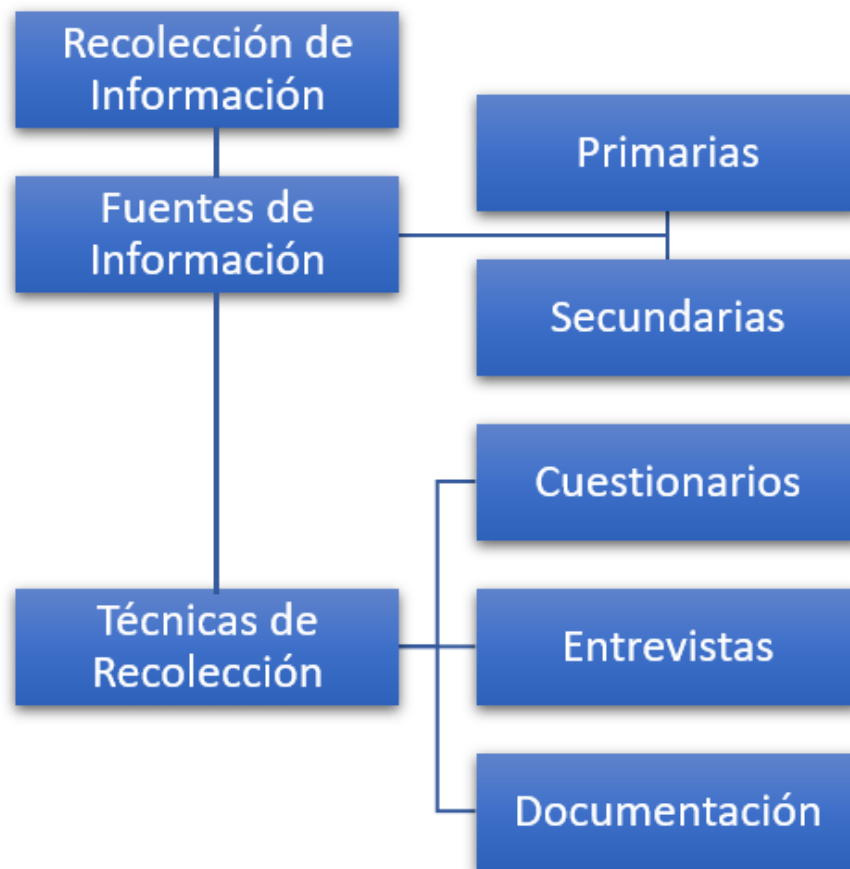 Recolección de
Información
Primarias
Fuentes de
Información
Secundarias
Cuestionarios
Técnicas de
Recolección
Entrevistas
Documentación